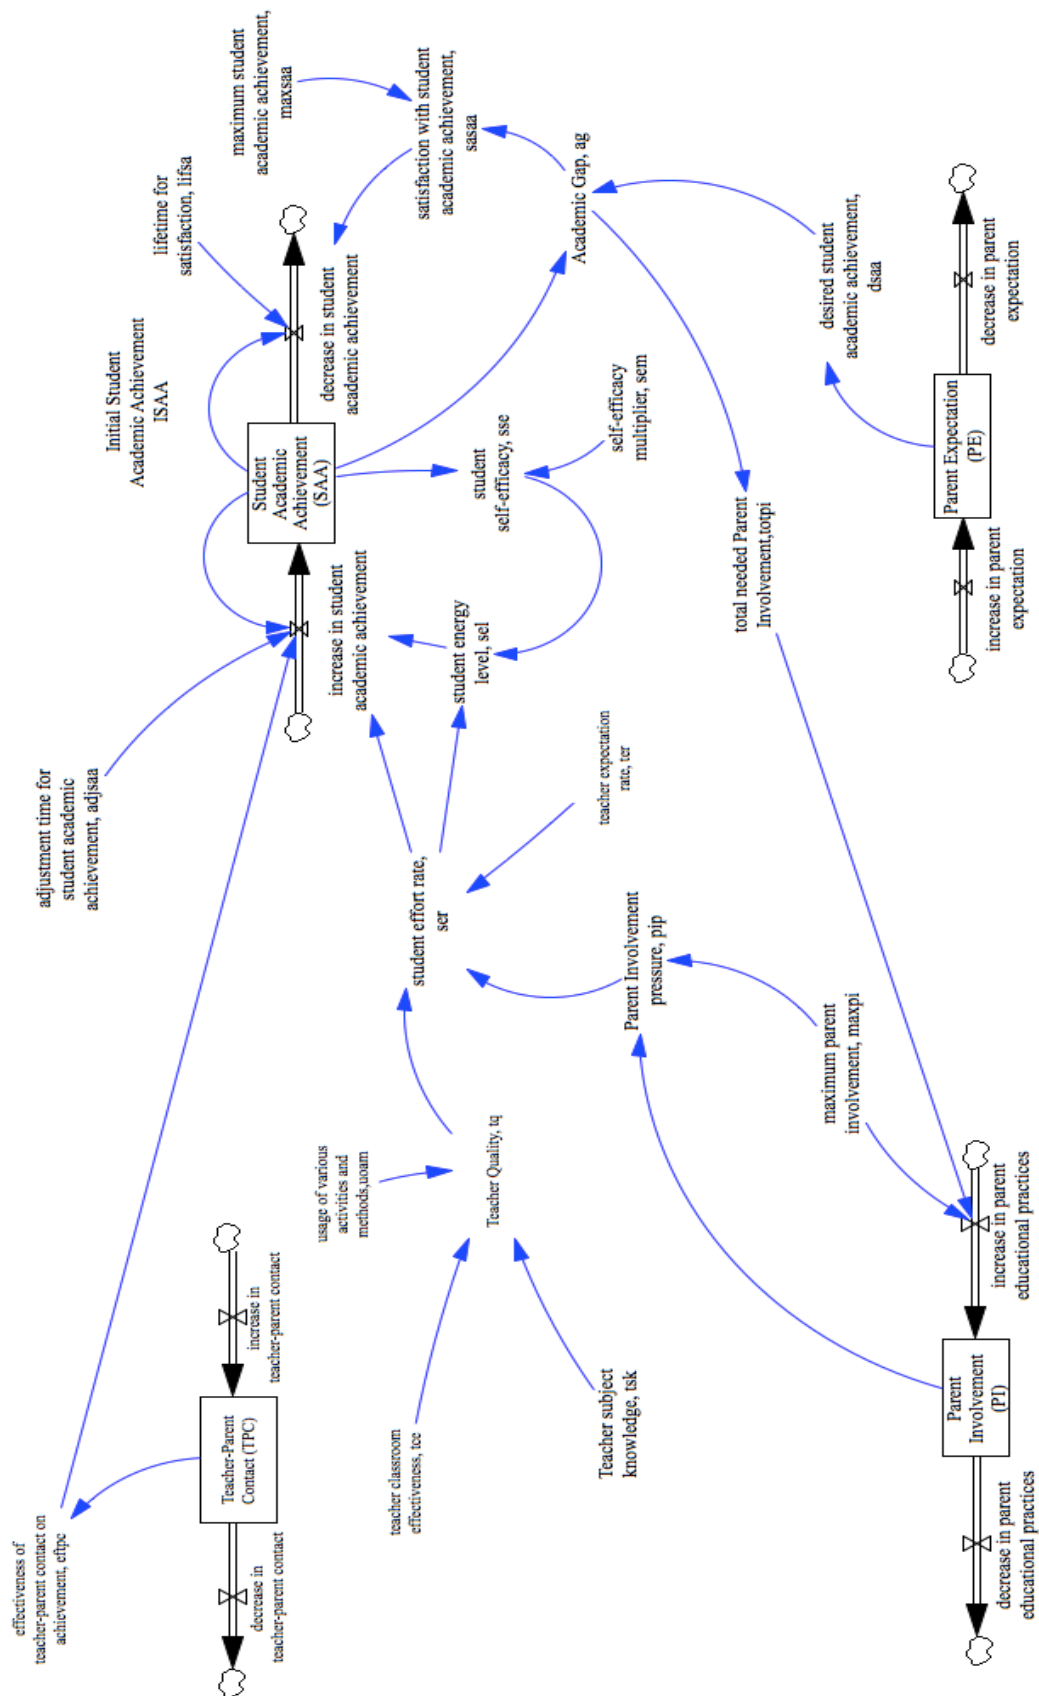 effectiveness of
teacher-parent contact on
achievement, eftpc
adjustment time for
student academic
achievement, adjsaa
Initial Student
Academic Achievement
ISAA
lifetime for
satisfaction, lifsa
maximum student
academic achievement,
maxsaa
decrease in
teacher-parent contact
Teacher-Parent
Contact (TPC)
increase in
teacher-parent contact
increase in student
academic achievement
Student
Academic
Achievement
(SAA)
decrease in student
academic achievement
satisfaction with student
academic achievement,
sasaa
usage of various
activities and
methods,uoam
teacher classroom
effectiveness, tce
Teacher Quality, tq
student effort rate,
ser
student energy
level, sel
student
self-efficacy, sse
self-efficacy
multiplier, sem
Academic Gap, ag
Teacher subject
knowledge, tsk
teacher expectation
rate, ter
Parent Involvement
pressure, pip
total needed Parent
Involvement,totpi
desired student
academic achievement,
dsaa
maximum parent
involvement, maxpi
decrease in parent
educational practices
Parent
Involvement
(PI)
increase in parent
educational practices
increase in parent
expectation
Parent Expectation
(PE)
decrease in parent
expectation